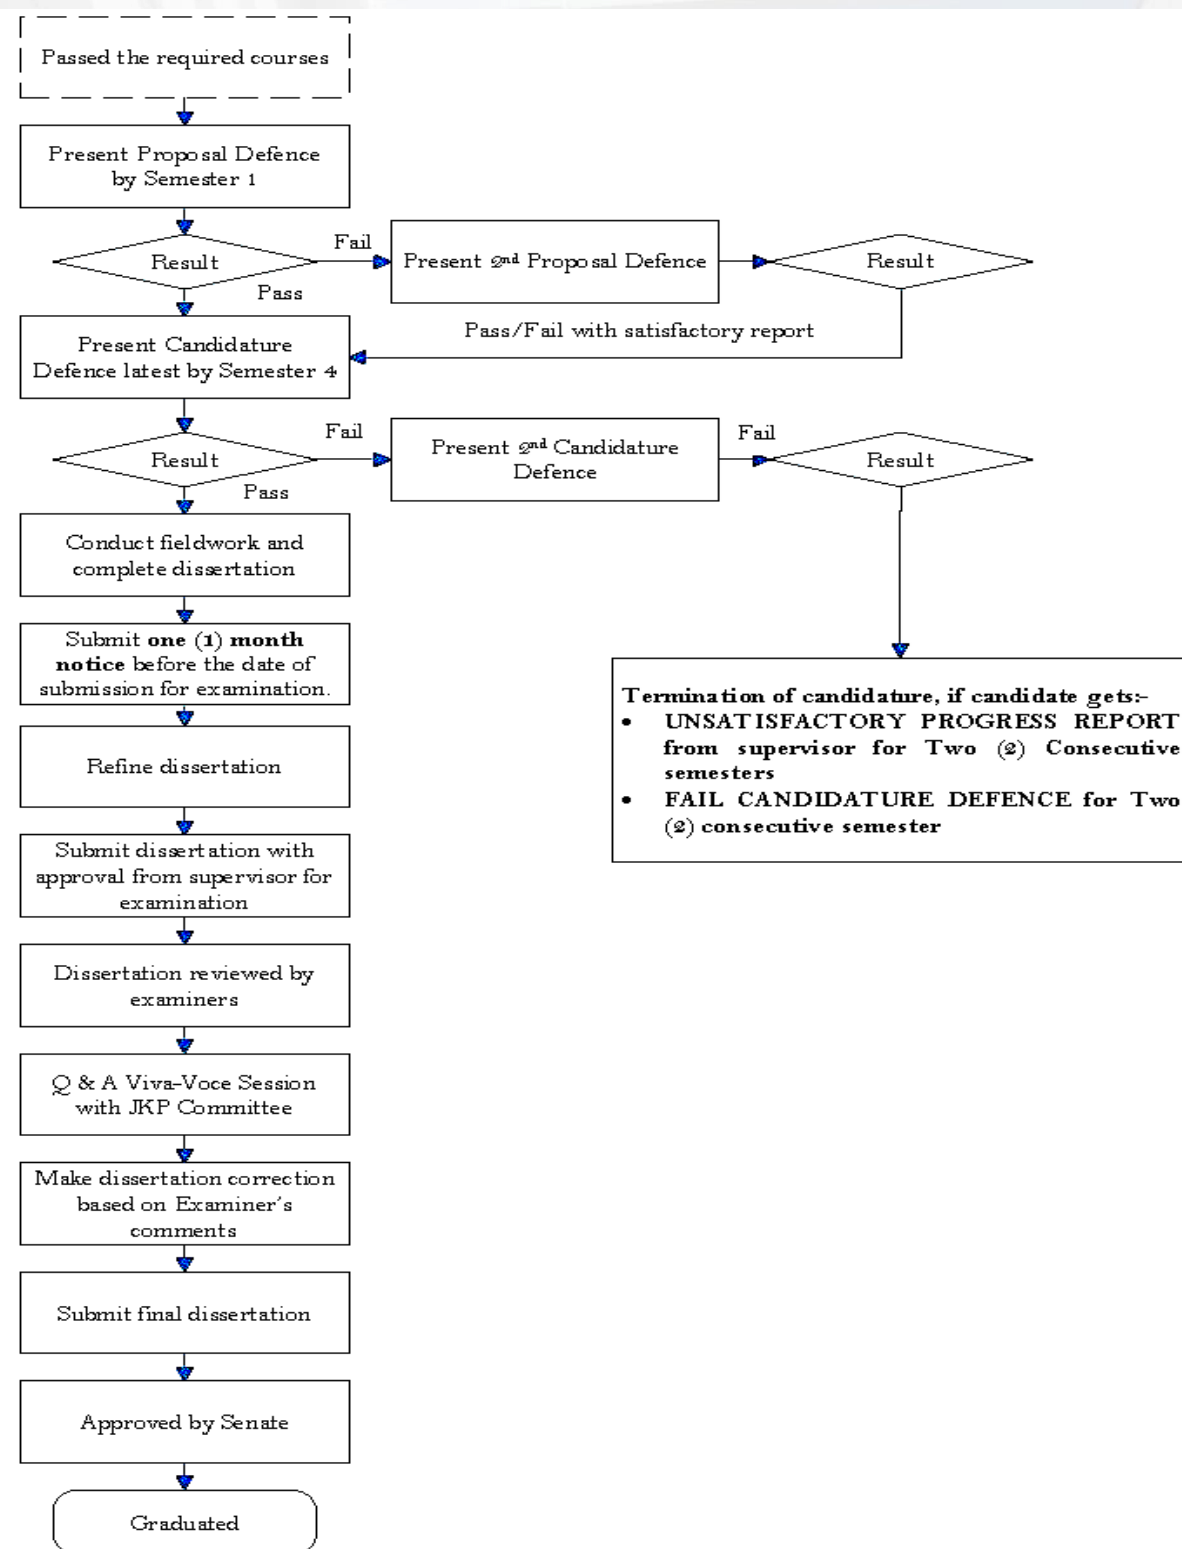 Passed the required courses
Present Proposal Defence
by Semester 1
Result
Fail
Present 2nd Proposal Defence
Result
Pass
Pass/Fail with satisfactory report
Present Candidature
Defence latest by Semester 4
Result
Fail
Present 2nd Candidature
Defence
Fail
Result
Pass
Conduct fieldwork and
complete dissertation
Submit one (1) month
notice before the date of
submission for examination.
Termination of candidature, if candidate gets:-
• UNSATISFACTORY PROGRESS REPORT
from supervisor for Two (2) Consecutive
semesters
• FAIL CANDIDATURE DEFENCE for Two
(2) consecutive semester
Refine dissertation
Submit dissertation with
approval from supervisor for
examination
Dissertation reviewed by
examiners
Q & A Viva-Voce Session
with JKP Committee
Make dissertation correction
based on Examiner's
comments
Submit final dissertation
Approved by Senate
Graduated